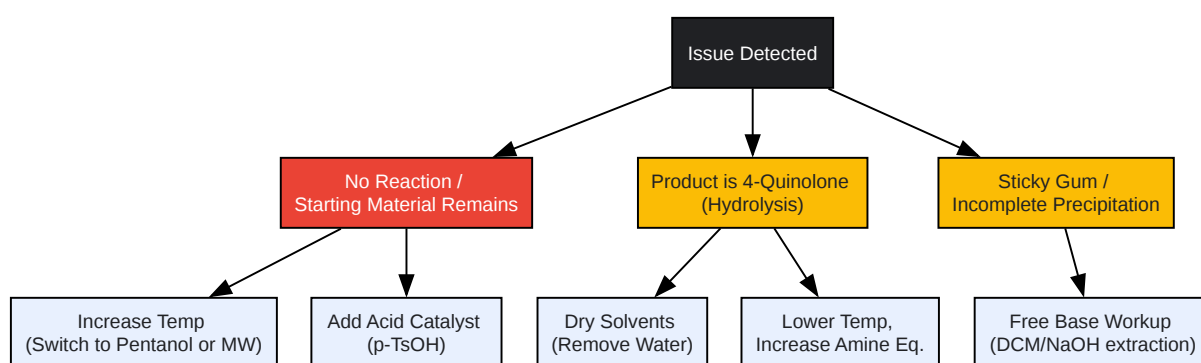 Issue Detected
No Reaction /
Starting Material Remains
Product is 4-Quinolone
(Hydrolysis)
Sticky Gum /
Incomplete Precipitation
Increase Temp
(Switch to Pentanol or MW)
Add Acid Catalyst
(p-TsOH)
Dry Solvents
(Remove Water)
Lower Temp,
Increase Amine Eq.
Free Base Workup
(DCM/NaOH extraction)